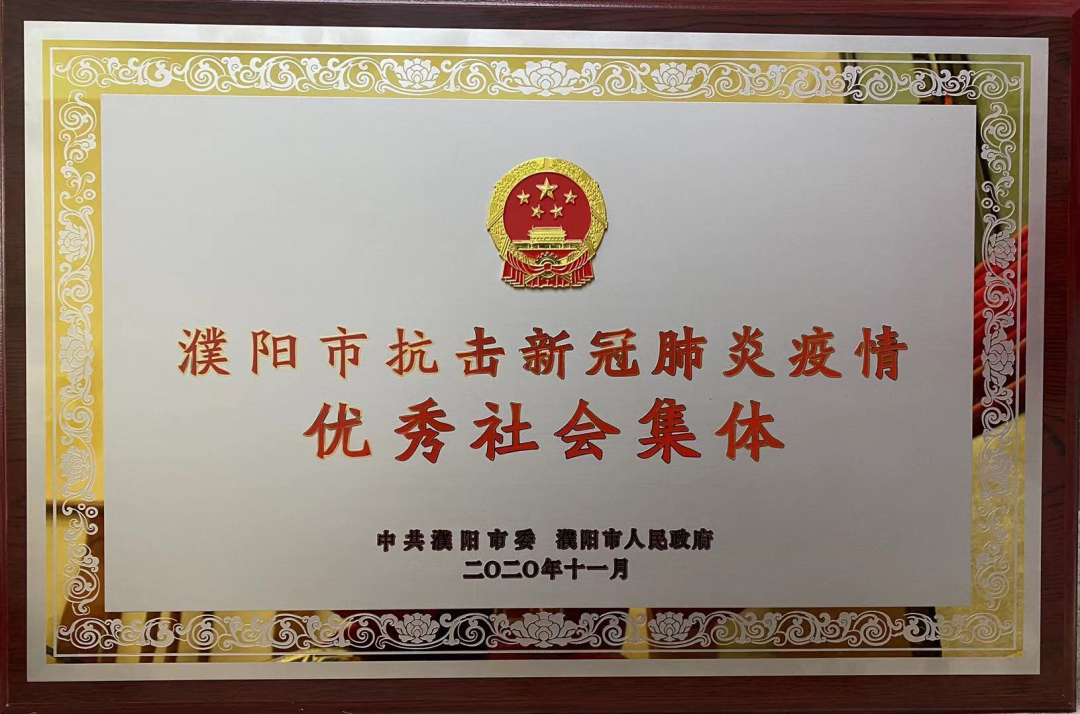 濮阳市抗击新冠肺炎疫情
优秀社会集体
中共濮阳市委 濮阳市人民政府
二〇二〇年十一月